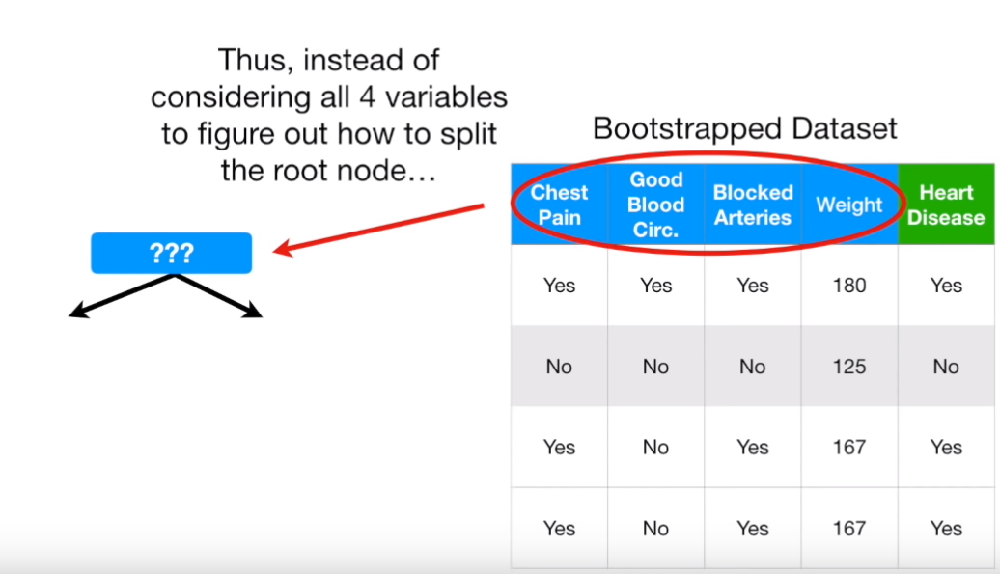 Thus, instead of
considering all 4 variables
to figure out how to split
the root node...
???
Bootstrapped Dataset
Chest Pain Good Blood Circ. Blocked Arteries Weight Heart Disease
Yes Yes Yes 180 Yes
No No No 125 No
Yes No Yes 167 Yes
Yes No Yes 167 Yes